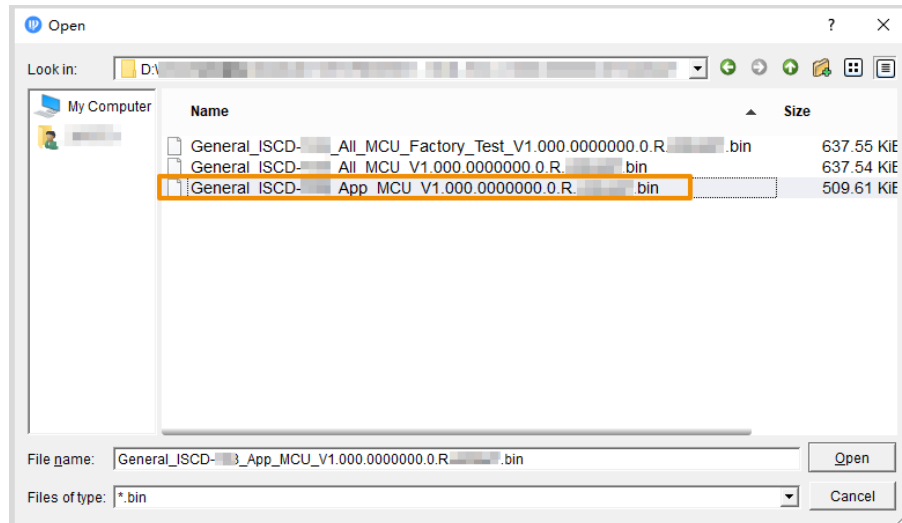 Open ? ×
Look in: D:\
My Computer
Name Size
General_ISCD- _All_MCU_Factory_Test_V1.000.0000000.0.R. .bin 637.55 KiE
General_ISCD- _All_MCU_V1.000.0000000.0.R. .bin 637.54 KiE
General_ISCD- _App_MCU_V1.000.0000000.0.R. .bin 509.61 KiE
File name: General_ISCD- 3_App_MCU_V1.000.0000000.0.R. .bin Open
Files of type: *.bin Cancel